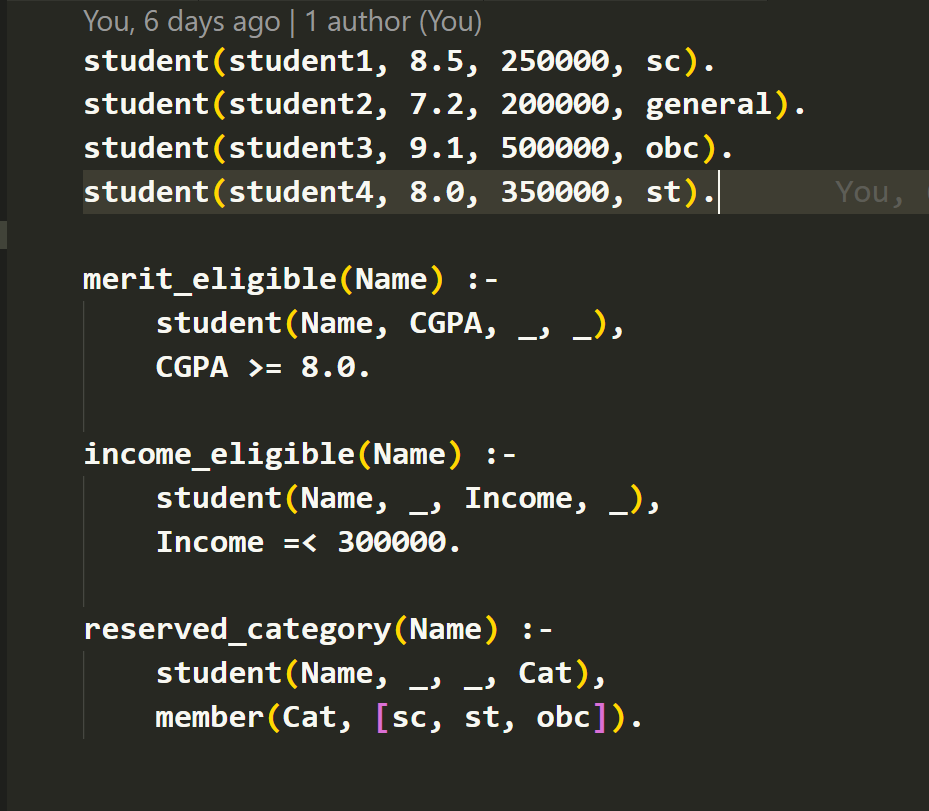 You, 6 days ago | 1 author (You)
student(student1, 8.5, 250000, sc).
student(student2, 7.2, 200000, general).
student(student3, 9.1, 500000, obc).
student(student4, 8.0, 350000, st). You,
merit_eligible(Name) :-
student(Name, CGPA, _, _),
CGPA >= 8.0.
income_eligible(Name) :-
student(Name, _, Income, _),
Income =< 300000.
reserved_category(Name) :-
student(Name, _, _, Cat),
member(Cat, [sc, st, obc]).